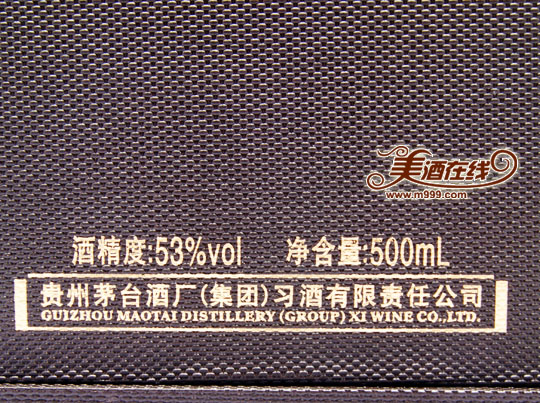 美酒在线
www.m999.com
酒精度:53%vol 净含量:500mL
贵州茅台酒厂(集团)习酒有限责任公司
GUIZHOU MAOTAI DISTILLERY (GROUP) XI WINE CO.,LTD.